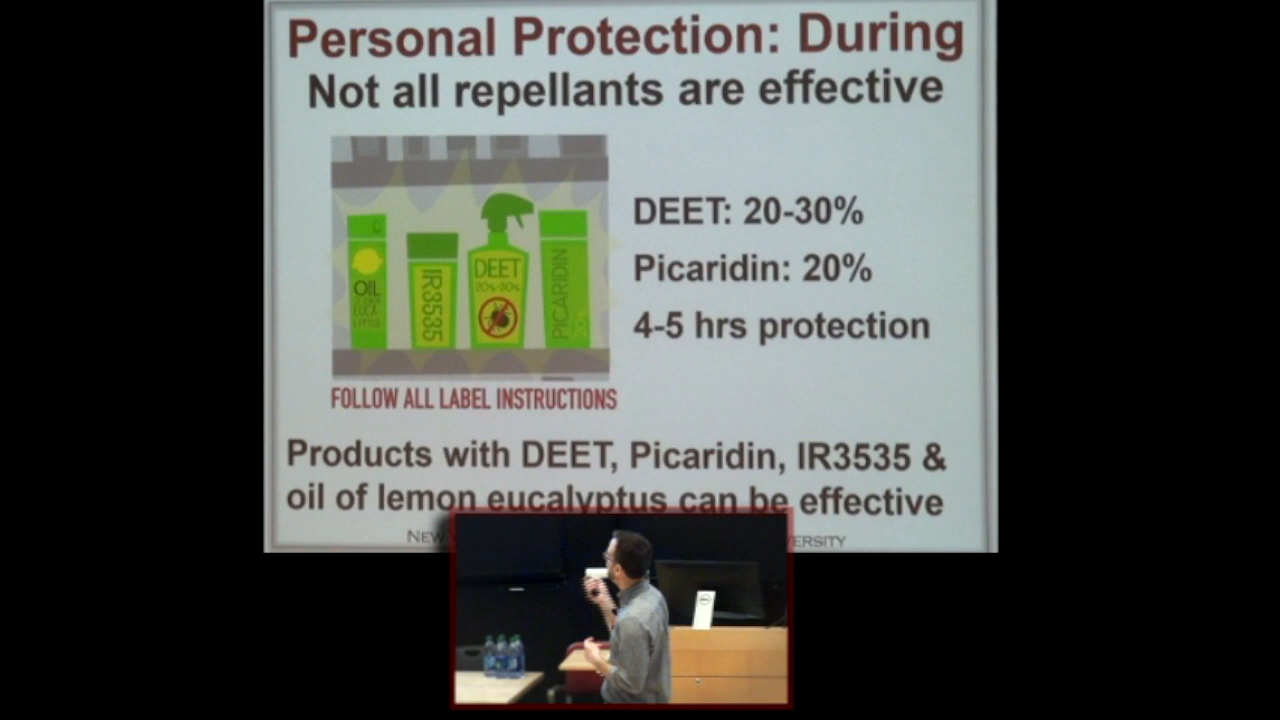 Personal Protection: During
Not all repellants are effective
OIL
IR3535
DEET
20%-30%
PICARIDIN
DEET: 20-30%
Picaridin: 20%
4-5 hrs protection
FOLLOW ALL LABEL INSTRUCTIONS
Products with DEET, Picaridin, IR3535 &
oil of lemon eucalyptus can be effective
NEW